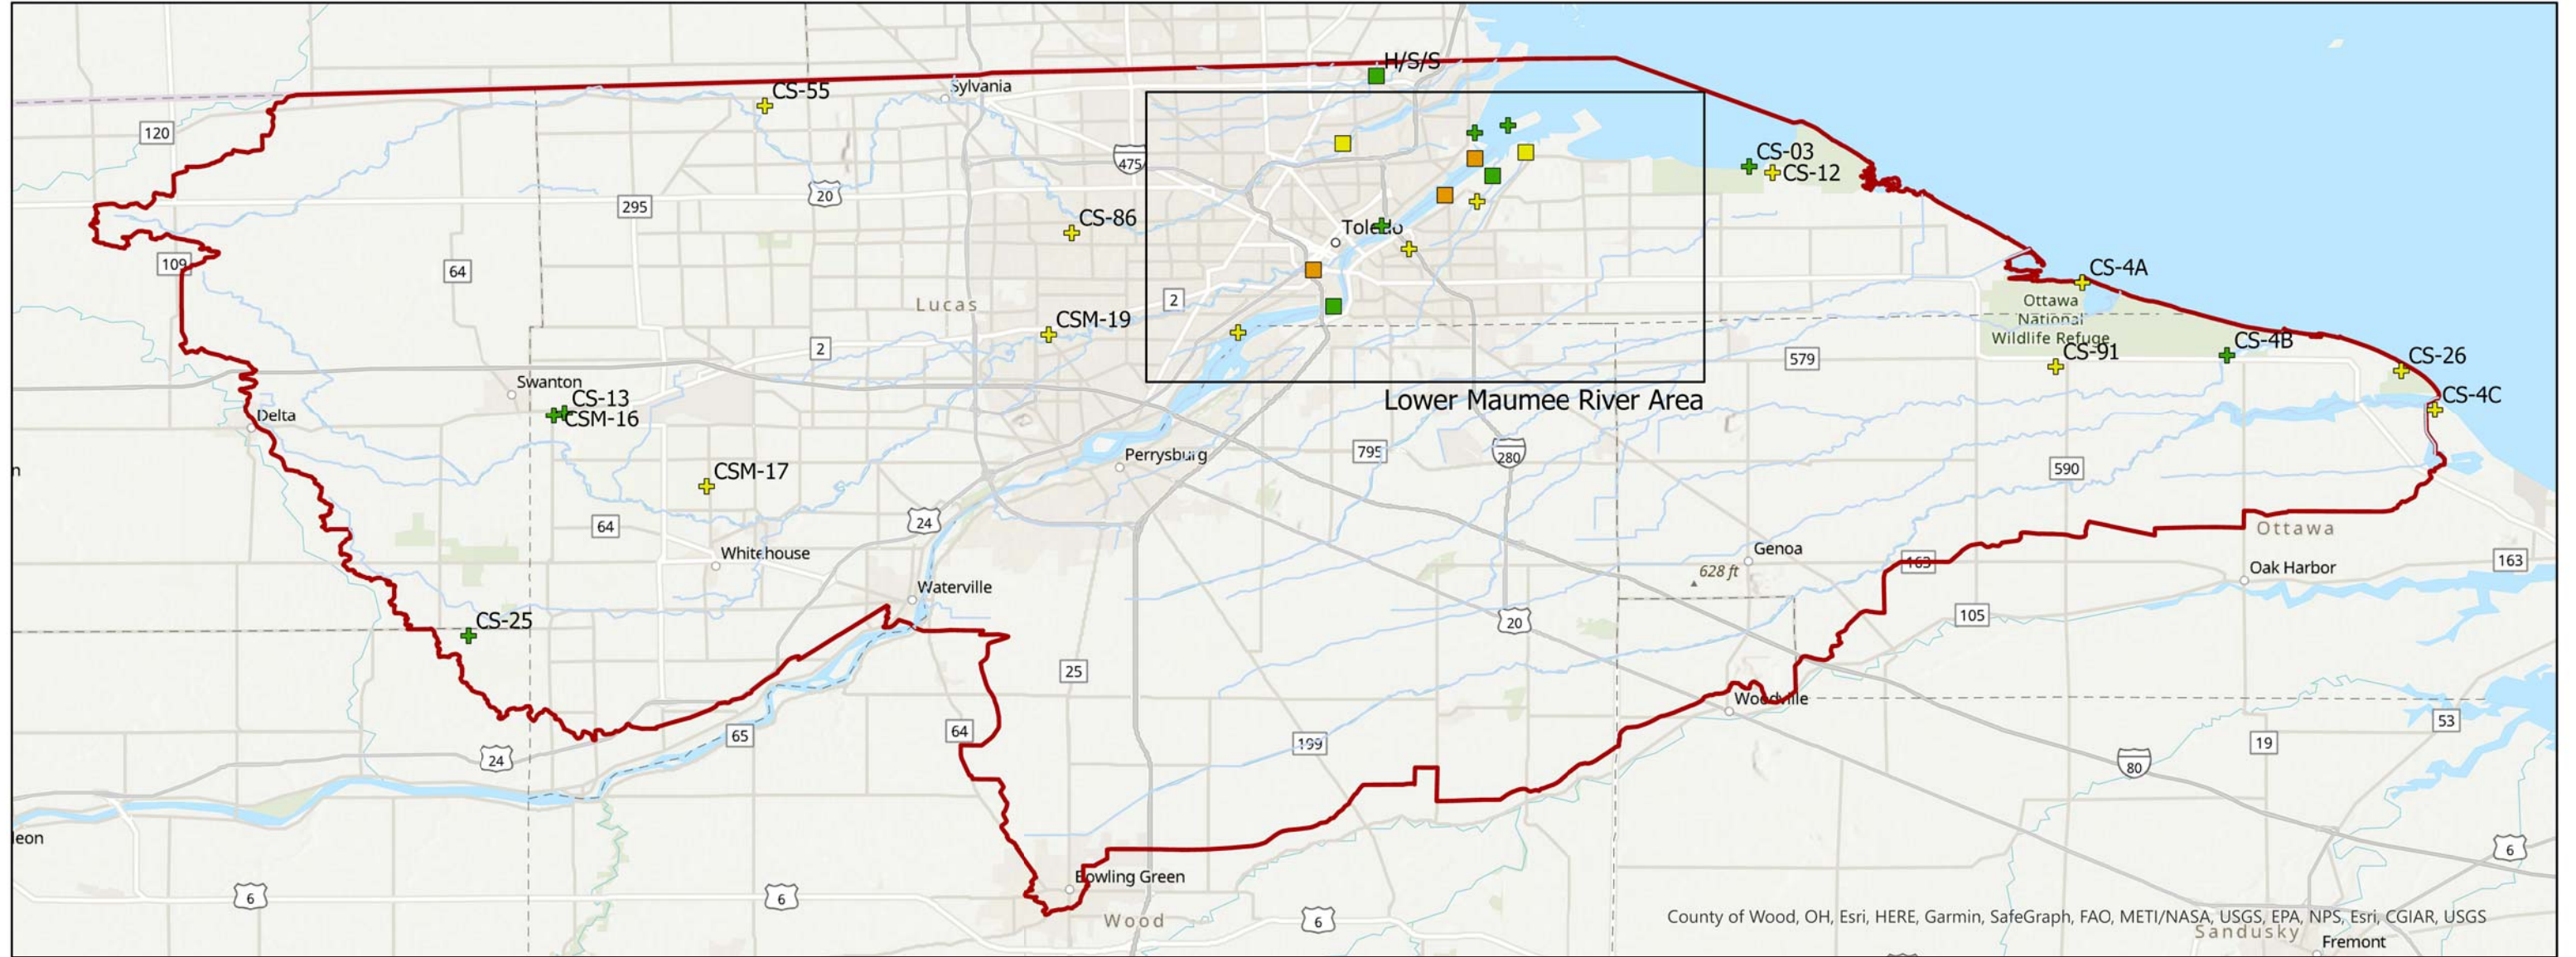 H/S/S
CS-55
Sylvania
120
475
CS-03
CS-12
20
295
CS-86
Toledo
109
64
CS-4A
2
Lucas
Ottawa
National
Wildlife Refuge
CSM-19
2
CS-4B
579
CS-91
CS-26
Swanton
CS-13
CSM-16
Lower Maumee River Area
CS-4C
Delta
795
280
Perrysburg
n
CSM-17
590
64
24
Ottawa
Whitehouse
Genoa
163
163
628 ft
Oak Harbor
Waterville
CS-25
20
105
25
Woodville
64
65
199
53
19
24
80
leon
6
Bowling Green
6
6
6
Wood
County of Wood, OH, Esri, HERE, Garmin, SafeGraph, FAO, METI/NASA, USGS, EPA, NPS, Esri, CGIAR, USGS
Sandusky
Fremont